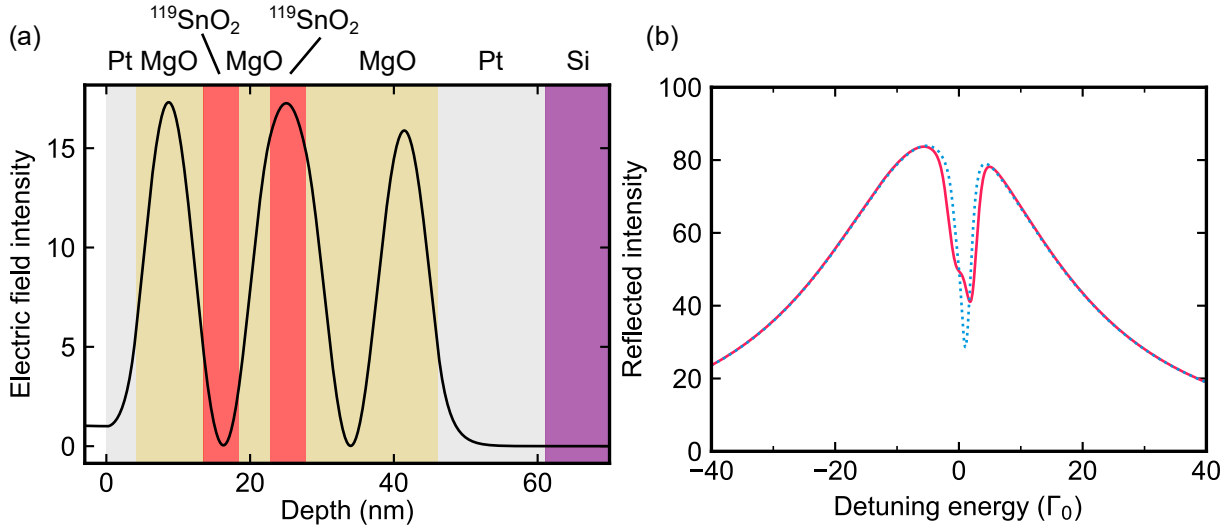 (a)
¹¹⁹SnO₂ ¹¹⁹SnO₂
Pt MgO MgO MgO Pt Si
Electric field intensity
15
10
5
0
0 20 40 60
Depth (nm)
(b)
Reflected intensity
100
80
60
40
20
0
−40 −20 0 20 40
Detuning energy (Γ₀)